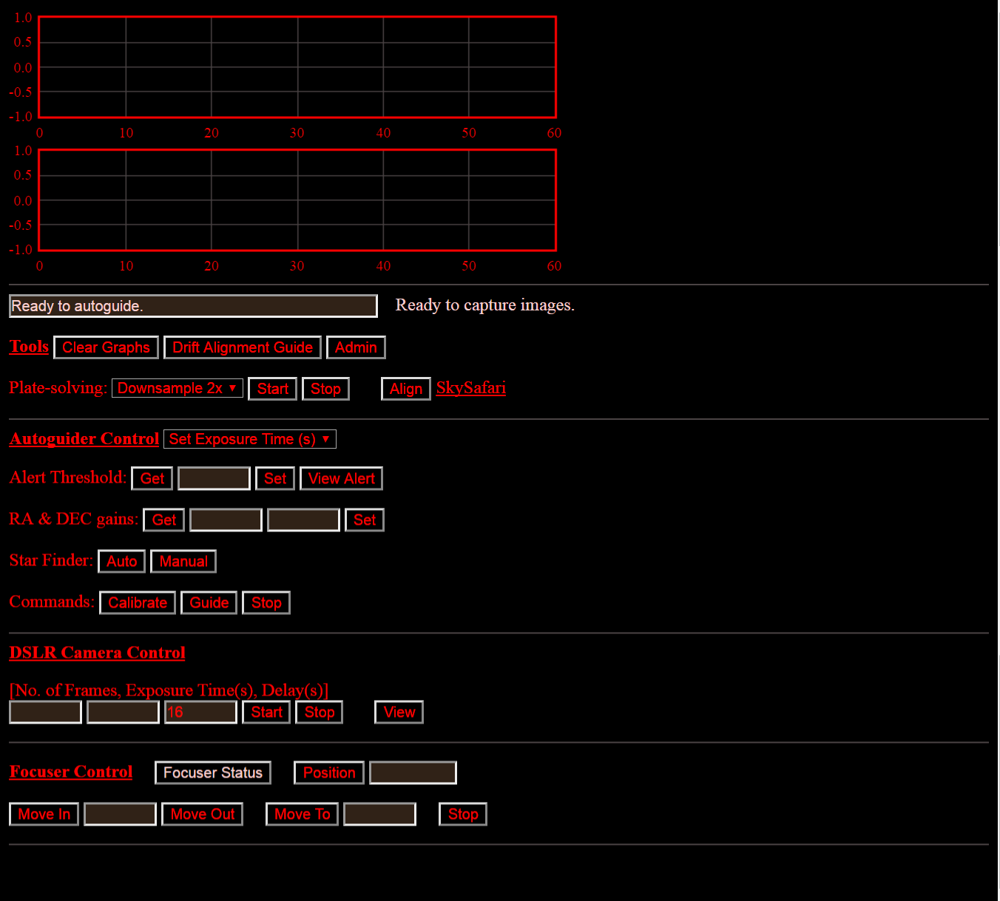 1.0
0.5
0.0
-0.5
-1.0
0 10 20 30 40 50 60
1.0
0.5
0.0
-0.5
-1.0
0 10 20 30 40 50 60
Ready to autoguide. Ready to capture images.
Tools Clear Graphs Drift Alignment Guide Admin
Plate-solving: Downsample 2x ▼ Start Stop Align SkySafari
Autoguider Control Set Exposure Time (s) ▼
Alert Threshold: Get Set View Alert
RA & DEC gains: Get Set
Star Finder: Auto Manual
Commands: Calibrate Guide Stop
DSLR Camera Control
[No. of Frames, Exposure Time(s), Delay(s)]
16 Start Stop View
Focuser Control Focuser Status Position
Move In Move Out Move To Stop